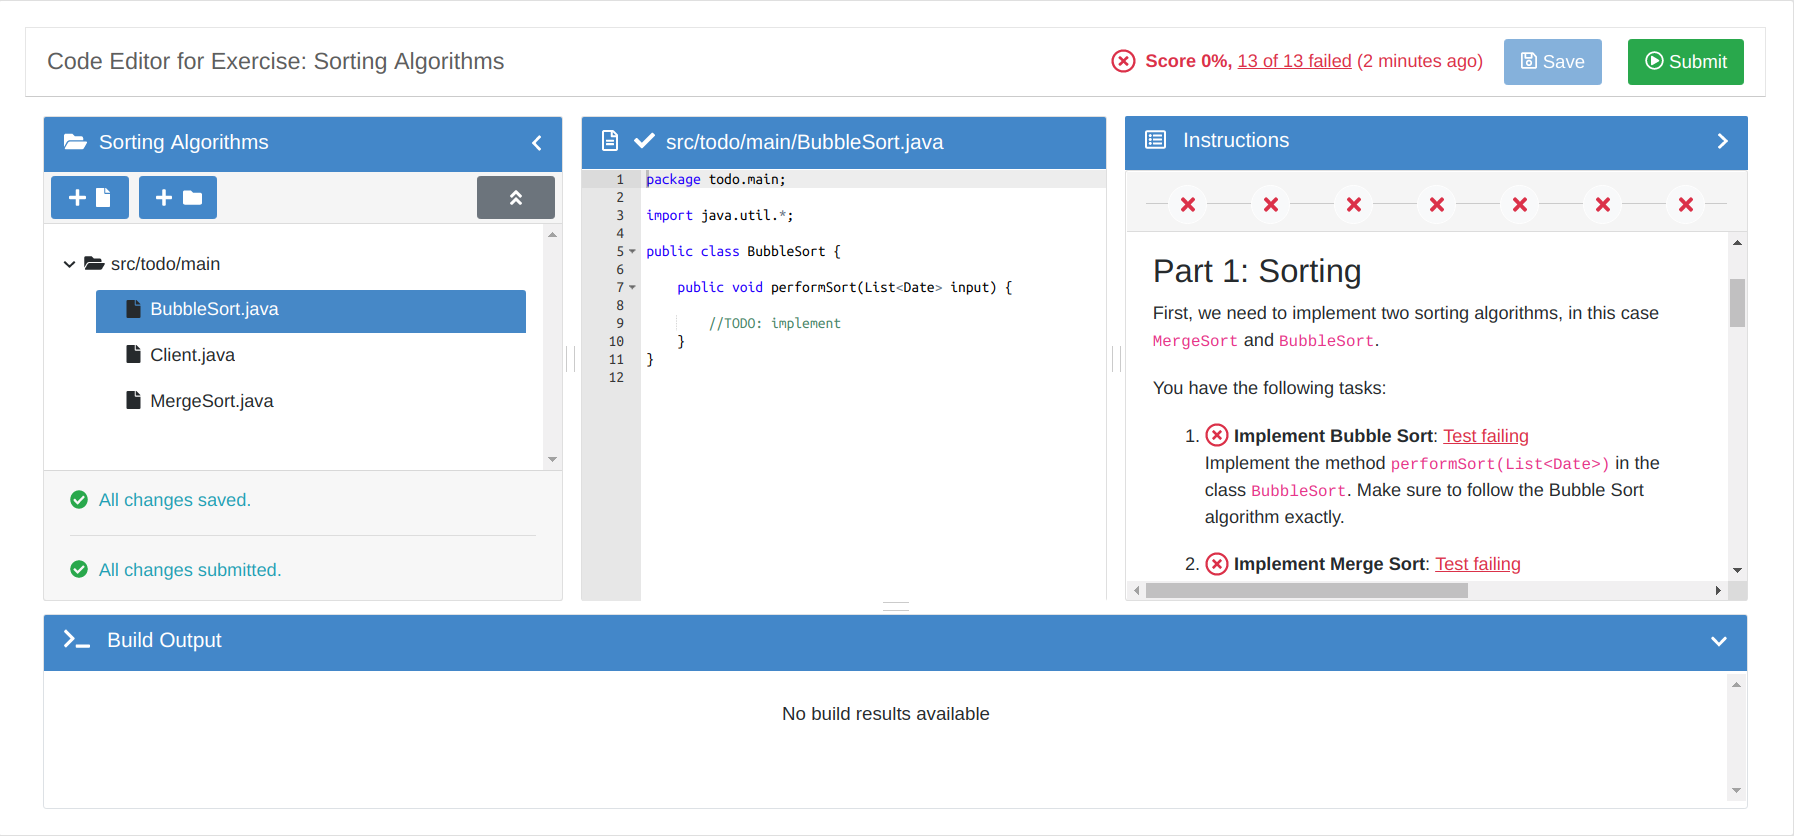 Code Editor for Exercise: Sorting Algorithms
Score 0%, 13 of 13 failed (2 minutes ago)
Save
Submit
Sorting Algorithms
src/todo/main
BubbleSort.java
Client.java
MergeSort.java
All changes saved.
All changes submitted.
src/todo/main/BubbleSort.java
1 package todo.main;
2
3 import java.util.*;
4
5 public class BubbleSort {
6
7 public void performSort(List<Date> input) {
8
9 //TODO: implement
10 }
11 }
12
Instructions
Part 1: Sorting
First, we need to implement two sorting algorithms, in this case
MergeSort and BubbleSort.
You have the following tasks:
1. Implement Bubble Sort: Test failing
Implement the method performSort(List<Date>) in the
class BubbleSort. Make sure to follow the Bubble Sort
algorithm exactly.
2. Implement Merge Sort: Test failing
Build Output
No build results available